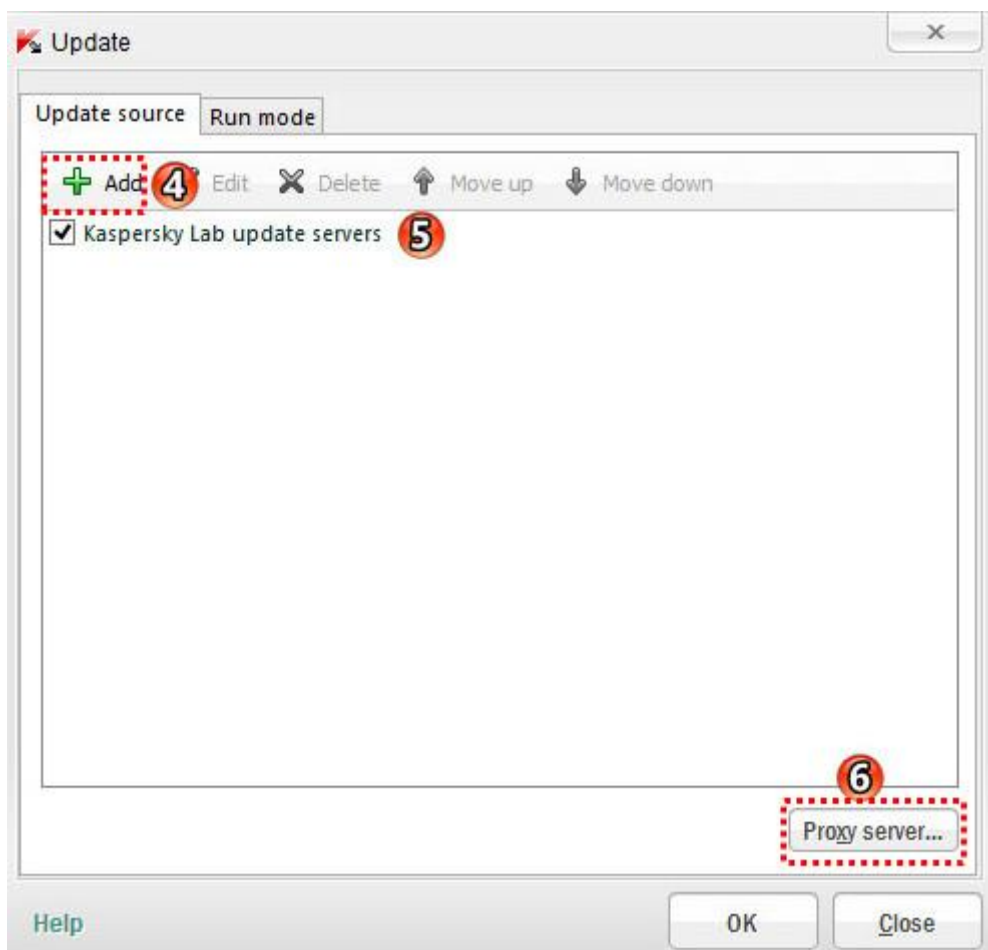 Update
Update source Run mode
Add 4 Edit Delete Move up Move down
Kaspersky Lab update servers 5
6
Proxy server...
Help OK Close